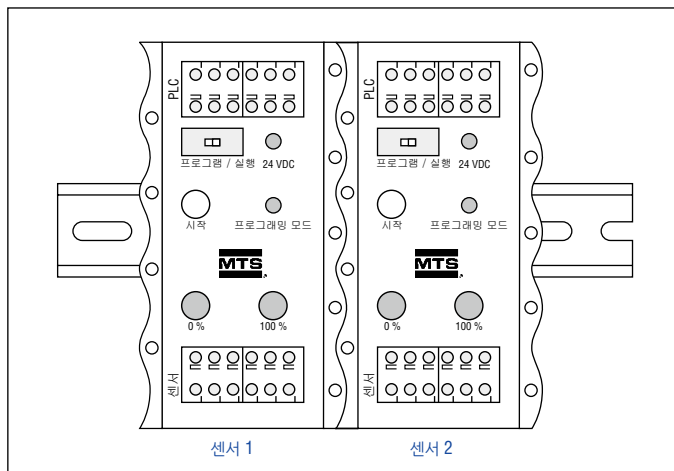 PLC PLC
프로그램 / 실행 24 VDC 프로그램 / 실행 24 VDC
시작 프로그래밍 모드 시작 프로그래밍 모드
MTS MTS
0 % 100 % 0 % 100 %
센서 센서
센서 1 센서 2